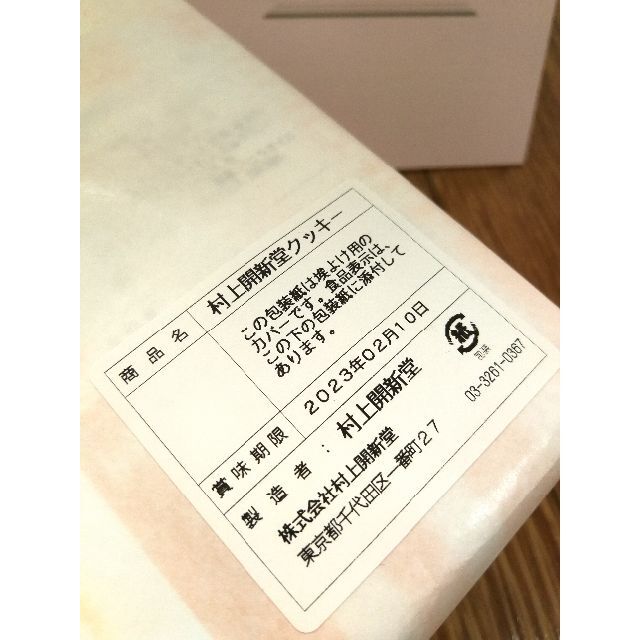 商品名 村上開新堂クッキー
この包装紙は埃よけ用の
カバーです。食品表示は、
この下の包装紙に添付して
あります。
賞味期限 2023年02月10日
製造者： 村上開新堂
株式会社村上開新堂
東京都千代田区一番町27
紙
包装
03-3261-0367